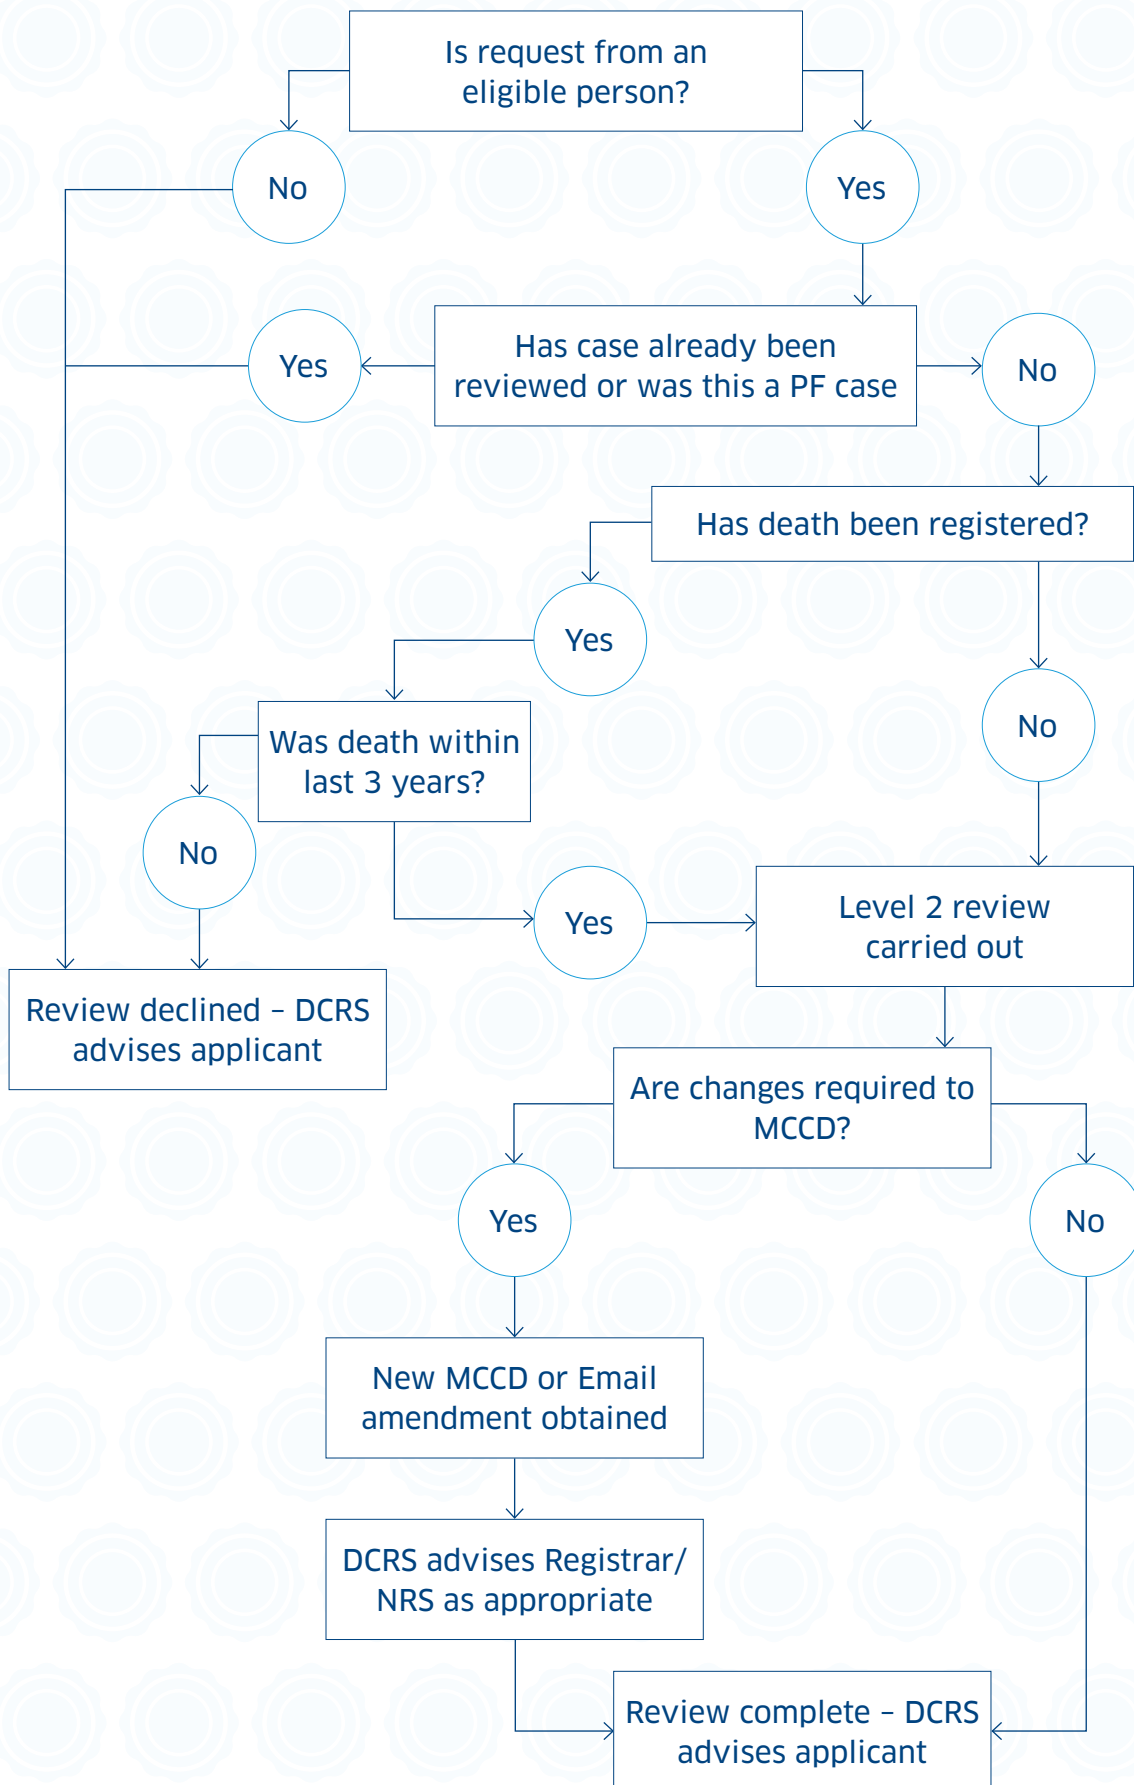 Is request from an
eligible person?
No
Yes
Has case already been
reviewed or was this a PF case
Yes
No
Has death been registered?
Yes
No
Was death within
last 3 years?
No
Yes
Level 2 review
carried out
Review declined – DCRS
advises applicant
Are changes required to
MCCD?
Yes
No
New MCCD or Email
amendment obtained
DCRS advises Registrar/
NRS as appropriate
Review complete – DCRS
advises applicant